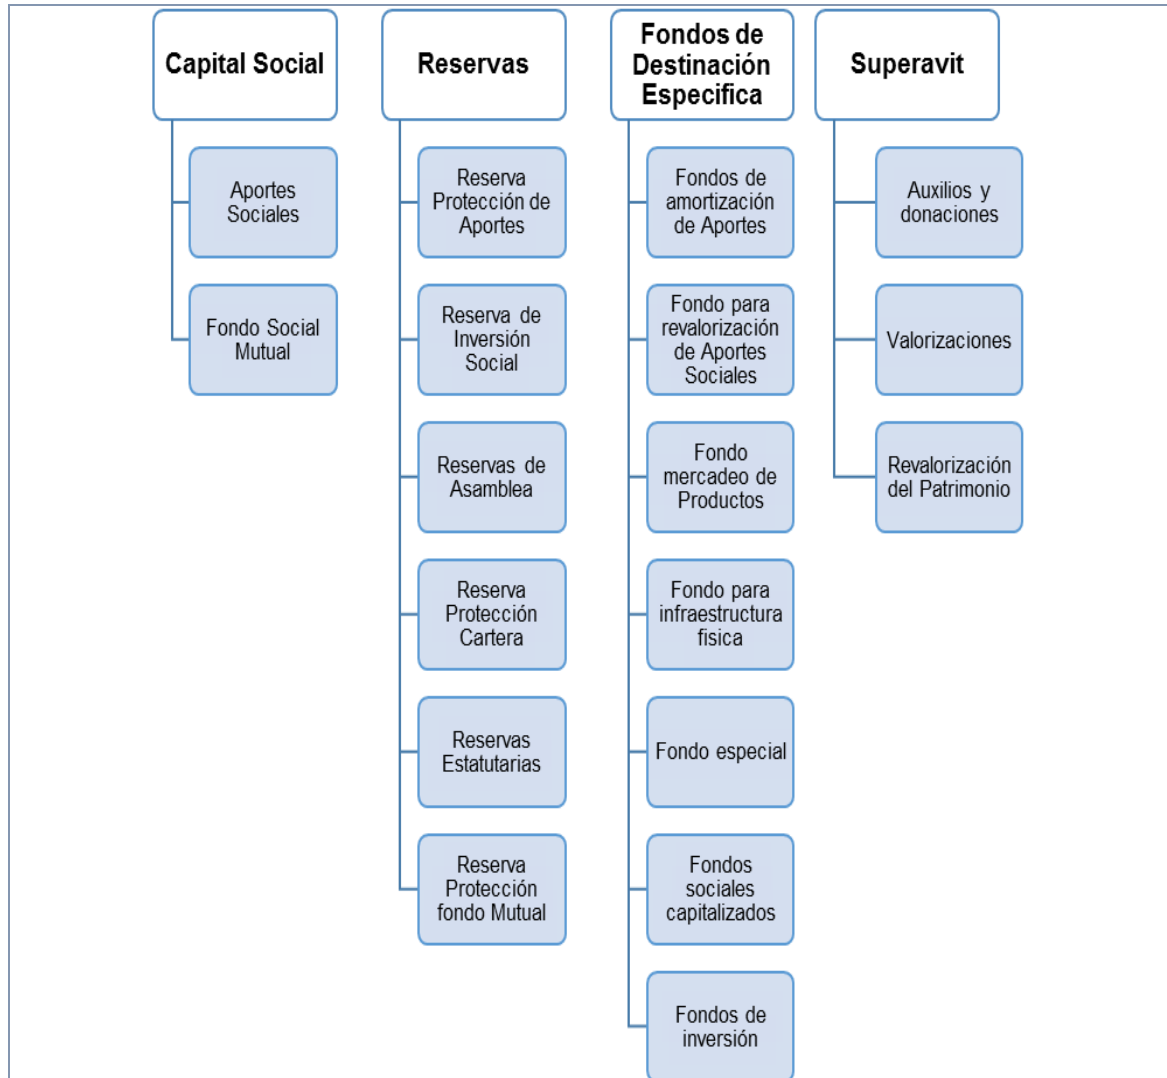 Capital Social
Aportes
Sociales
Fondo Social
Mutual
Reservas
Reserva
Protección de
Aportes
Reserva de
Inversión
Social
Reservas de
Asamblea
Reserva
Protección
Cartera
Reservas
Estatutarias
Reserva
Protección
fondo Mutual
Fondos de
Destinación
Especifica
Fondos de
amortización
de Aportes
Fondo para
revalorización
de Aportes
Sociales
Fondo
mercadeo de
Productos
Fondo para
infraestructura
fisica
Fondo especial
Fondos
sociales
capitalizados
Fondos de
inversión
Superavit
Auxilios y
donaciones
Valorizaciones
Revalorización
del Patrimonio